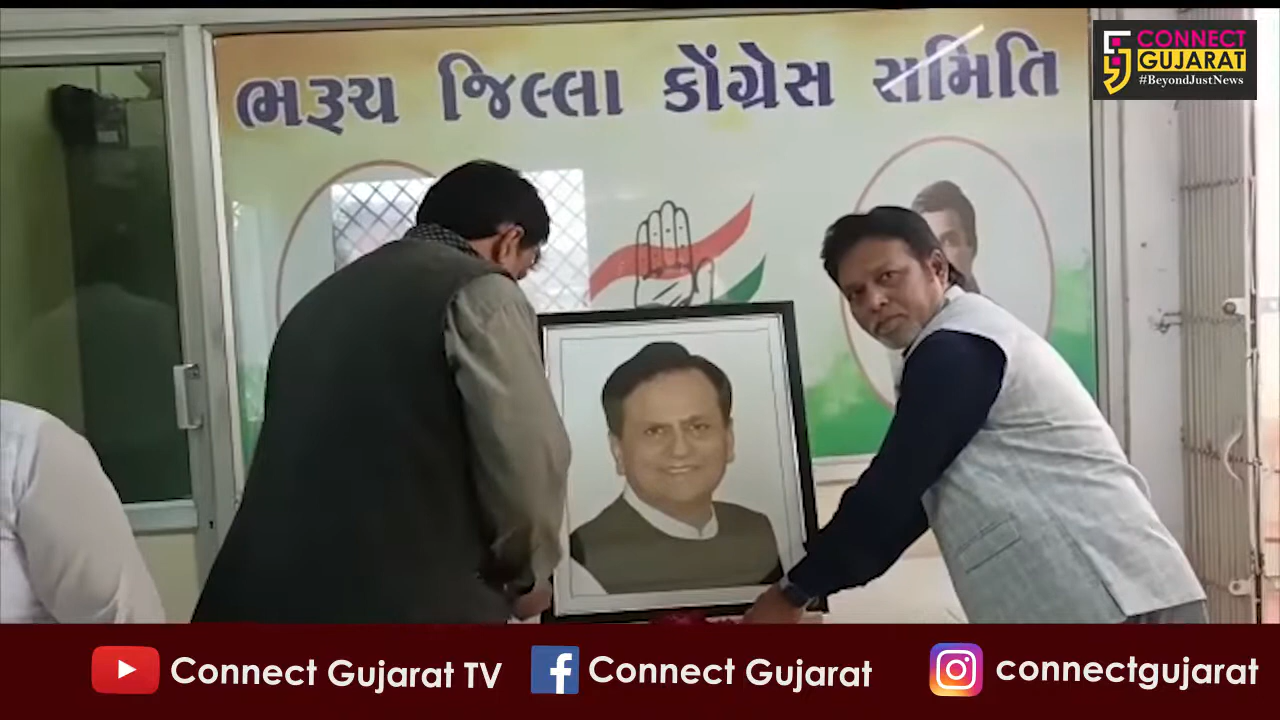 ભરૂચ જિલ્લા કોંગ્રેસ સમિતિ
CONNECT
GUJARAT
#BeyondJustNews
Connect Gujarat TV
Connect Gujarat
connectgujarat